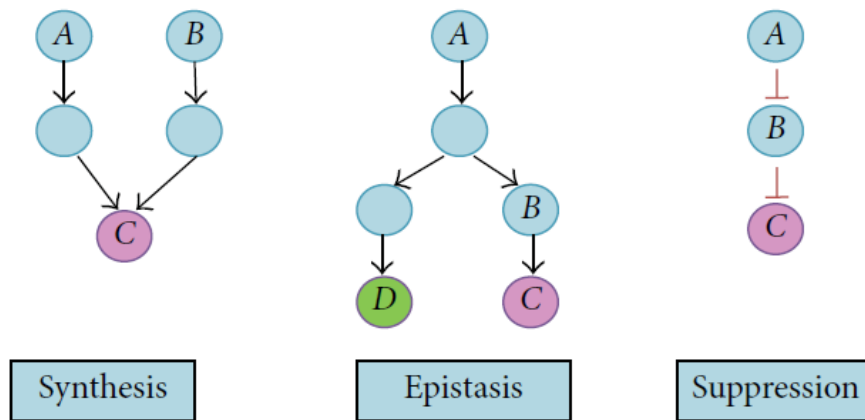 A B A A
B
B
C C
D C
Synthesis Epistasis Suppression